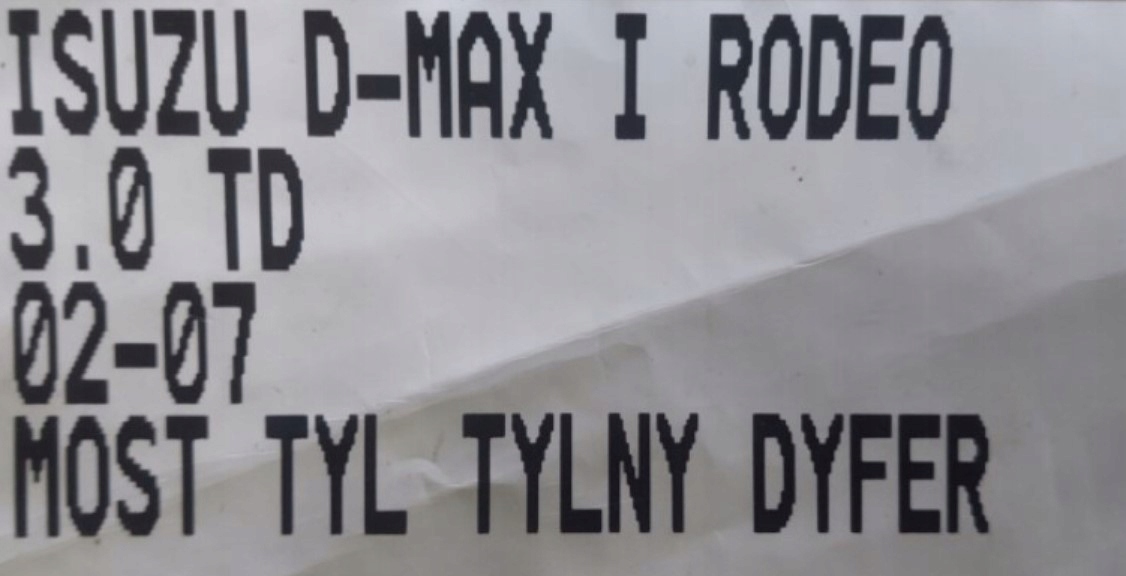 ISUZU D-MAX I RODEO
3.0 TD
02-07
MOST TYL TYLNY DYFER